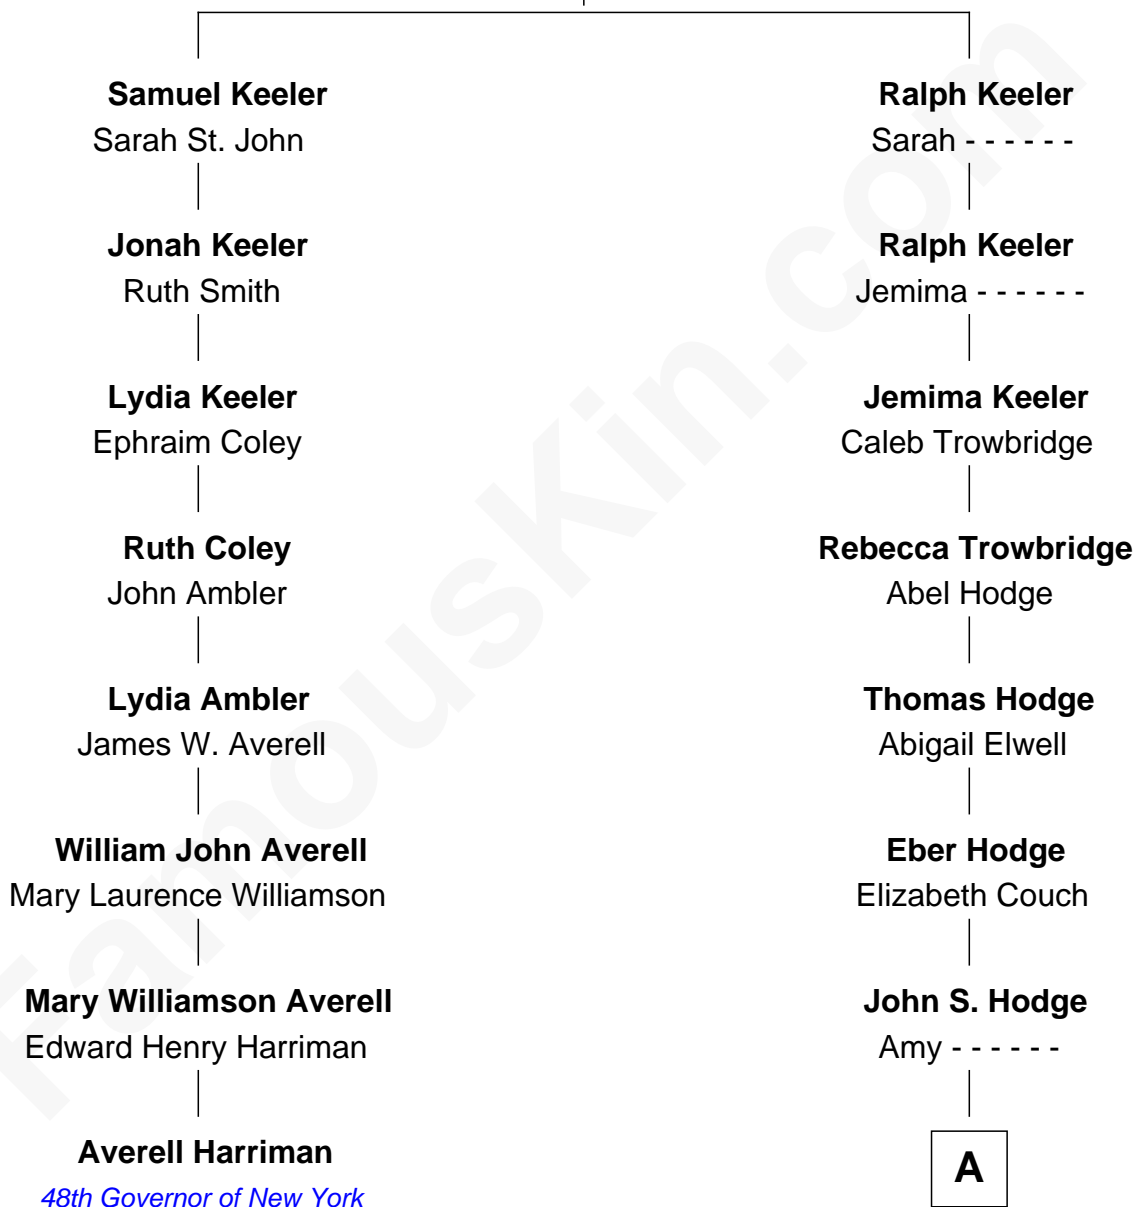 Samuel Keeler
Sarah St. John
Jonah Keeler
Ruth Smith
Lydia Keeler
Ephraim Coley
Ruth Coley
John Ambler
Lydia Ambler
James W. Averell
William John Averell
Mary Laurence Williamson
Mary Williamson Averell
Edward Henry Harriman
Averell Harriman
48th Governor of New York
Ralph Keeler
Sarah - - - - - -
Ralph Keeler
Jemima - - - - - -
Jemima Keeler
Caleb Trowbridge
Rebecca Trowbridge
Abel Hodge
Thomas Hodge
Abigail Elwell
Eber Hodge
Elizabeth Couch
John S. Hodge
Amy - - - - - -
A
FamousKin.com